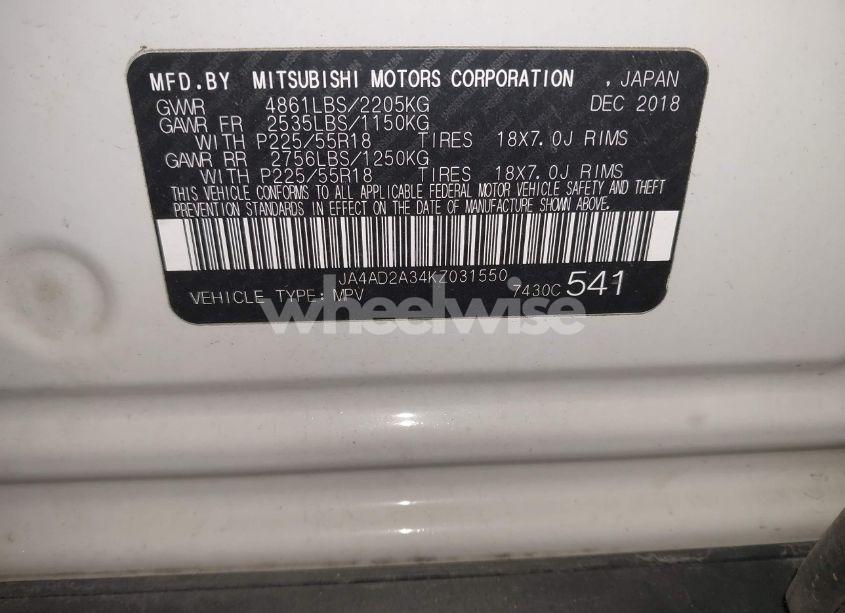 MFD.BY MITSUBISHI MOTORS CORPORATION , JAPAN
GVWR 4861LBS/2205KG DEC 2018
GAWR FR 2535LBS/1150KG
WITH P225/55R18 TIRES 18X7.0J RIMS
GAWR RR 2756LBS/1250KG
WITH P225/55R18 TIRES 18X7.0J RIMS
THIS VEHICLE CONFORMS TO ALL APPLICABLE FEDERAL MOTOR VEHICLE SAFETY AND THEFT
PREVENTION STANDARDS IN EFFECT ON THE DATE OF MANUFACTURE SHOWN ABOVE.
JA4AD2A34KZ031550
VEHICLE TYPE: MPV 7430C 541
wheelwise